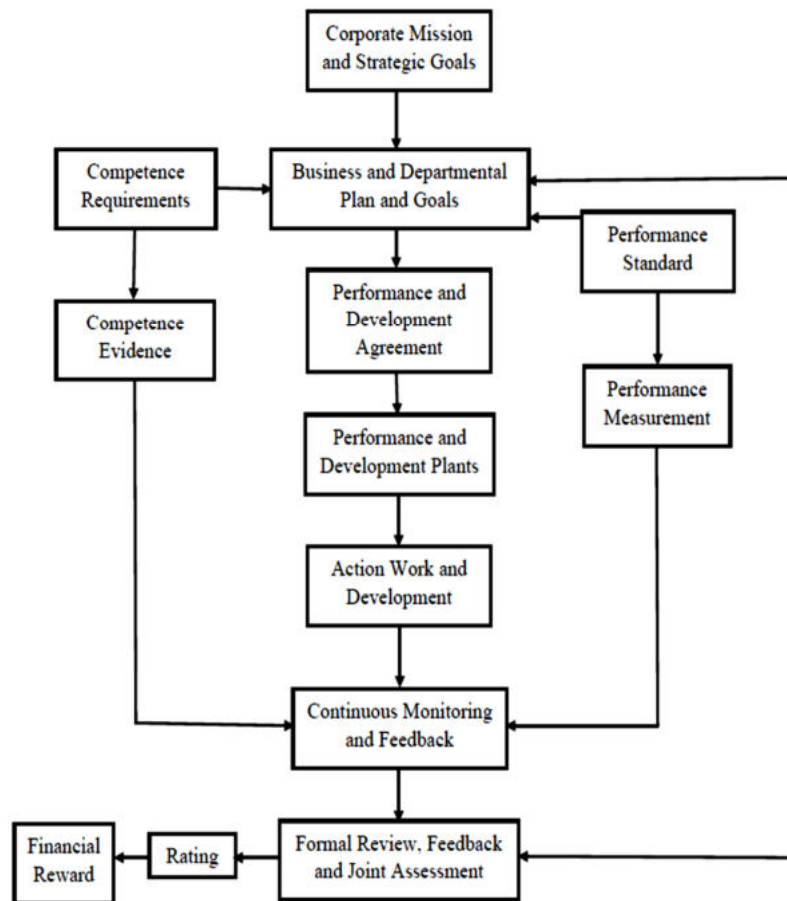 Corporate Mission
and Strategic Goals
Competence
Requirements
Business and Departmental
Plan and Goals
Performance
Standard
Performance and
Development
Agreement
Competence
Evidence
Performance
Measurement
Performance and
Development Plants
Action Work and
Development
Continuous Monitoring
and Feedback
Financial
Reward
Rating
Formal Review, Feedback
and Joint Assessment